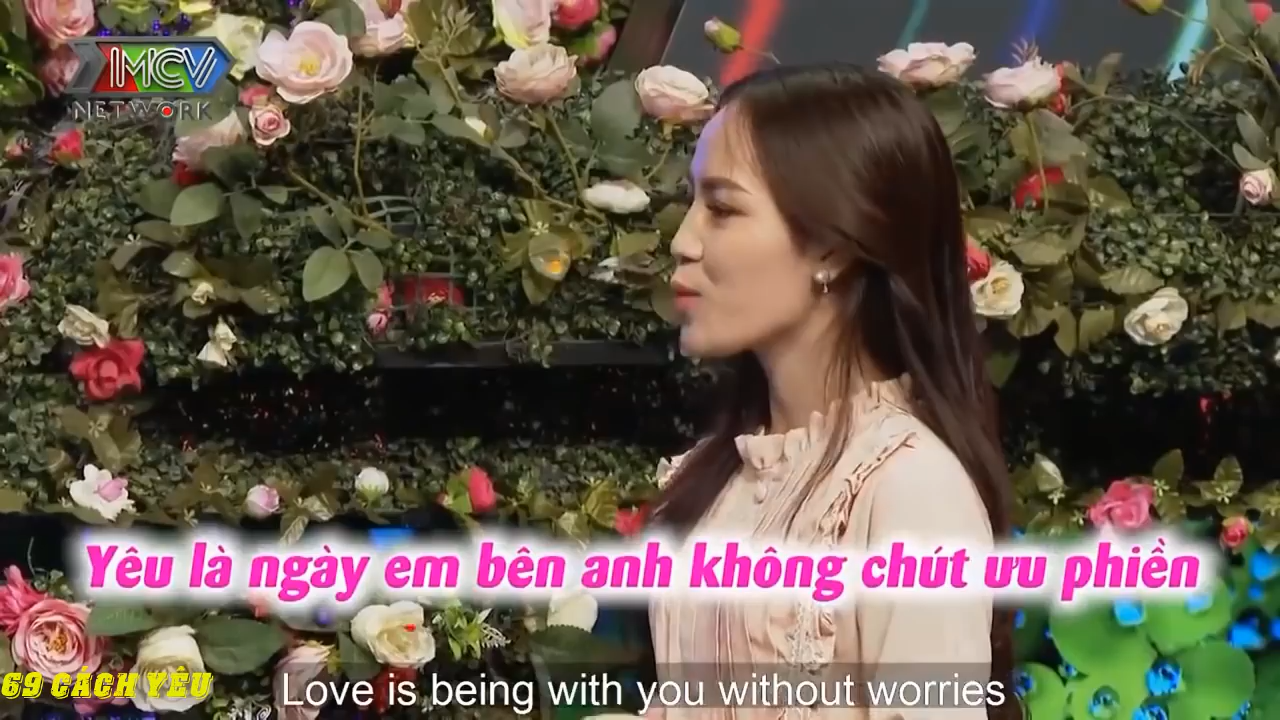 MCV
NETWORK
Yêu là ngày em bên anh không chút ưu phiền
69 CÁCH YÊU
Love is being with you without worries